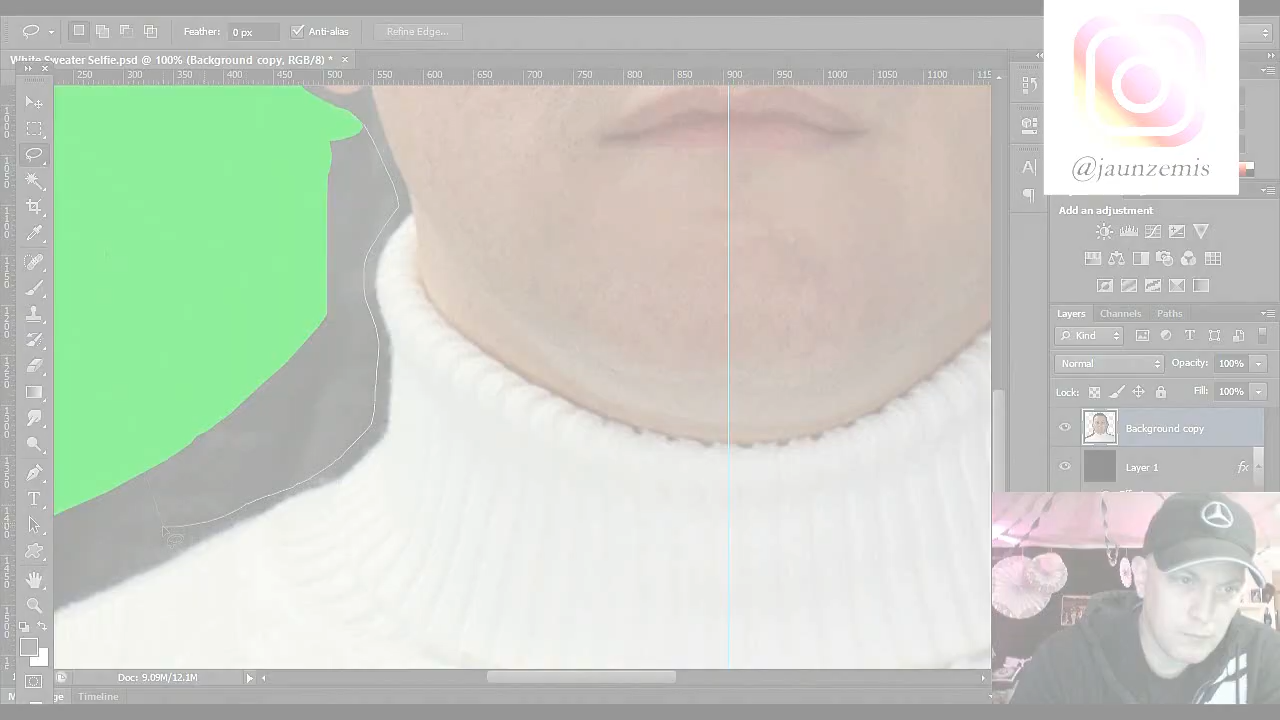 Feather: 0 px Anti-alias Refine Edge...
@jaunzemis
White Sweater Selfie.psd @ 100% (Background copy, RGB/8) *
250 300 350 400 450 500 550 600 650 700 750 800 850 900 950 1000 1050 1100 115
Add an adjustment
Layers Channels Paths
Kind
Normal Opacity: 100%
Lock: Fill: 100%
Background copy
Layer 1 fx
Doc: 9.09M/12.1M
Timeline